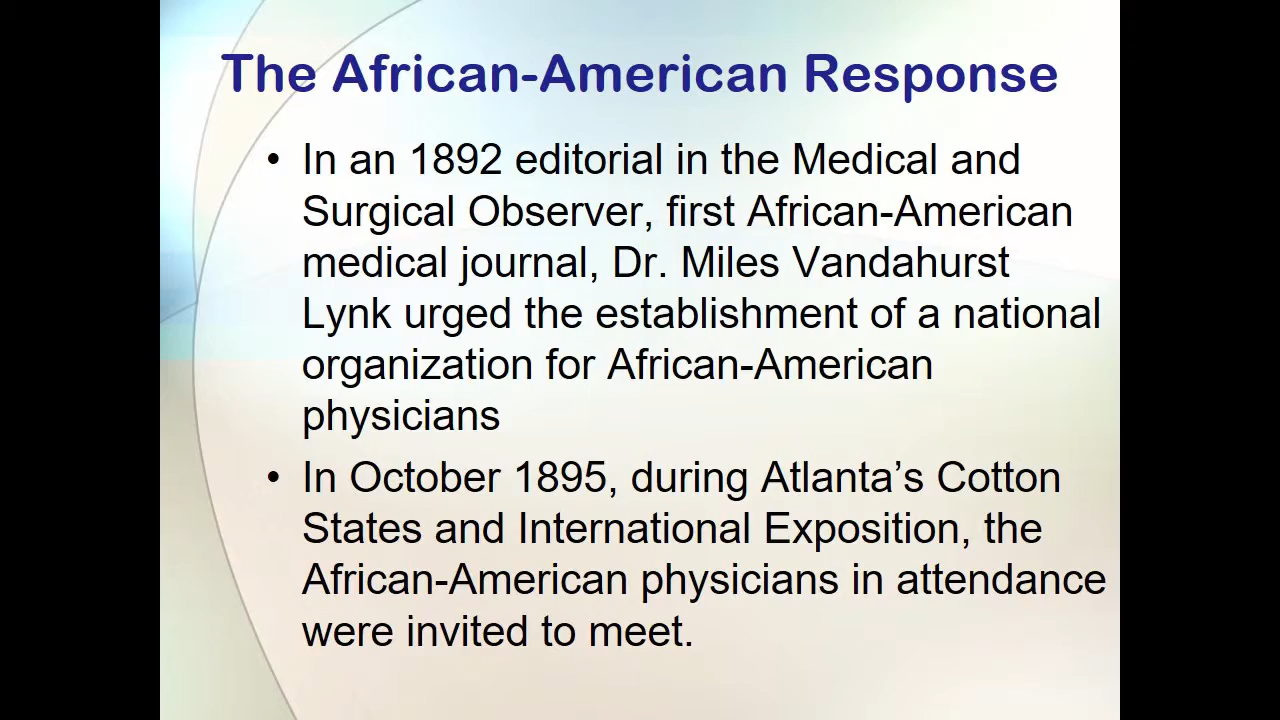 The African-American Response
• In an 1892 editorial in the Medical and
Surgical Observer, first African-American
medical journal, Dr. Miles Vandahurst
Lynk urged the establishment of a national
organization for African-American
physicians
• In October 1895, during Atlanta’s Cotton
States and International Exposition, the
African-American physicians in attendance
were invited to meet.